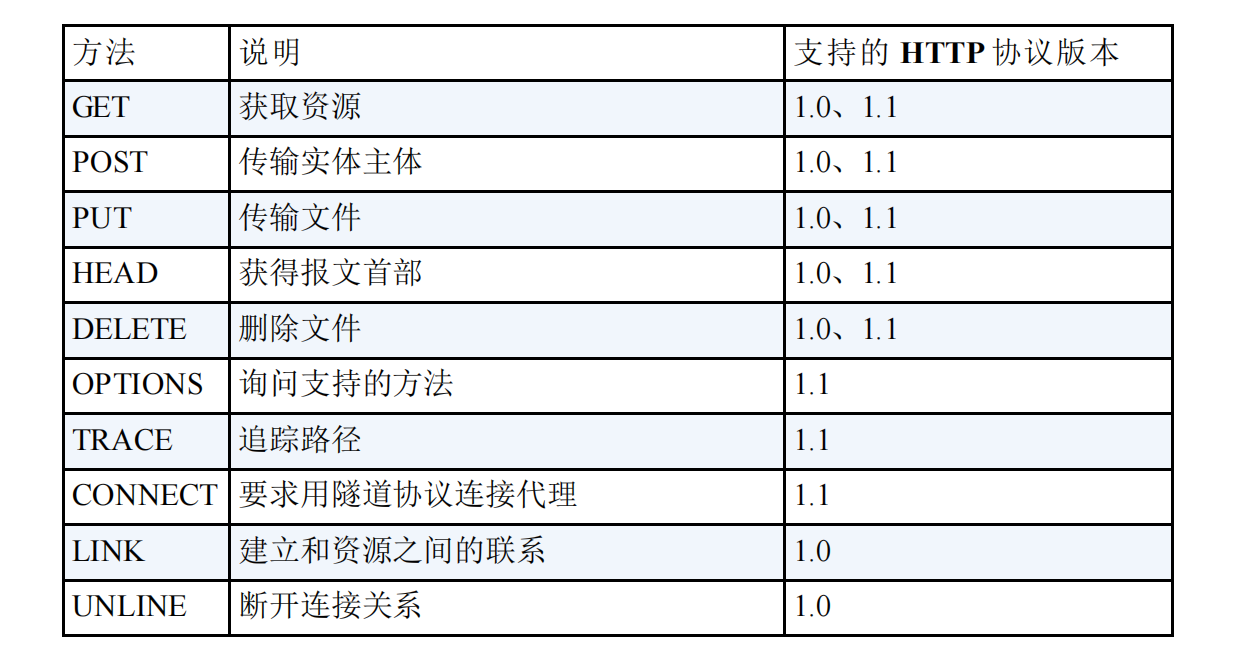 方法 说明 支持的 HTTP 协议版本
GET 获取资源 1.0、1.1
POST 传输实体主体 1.0、1.1
PUT 传输文件 1.0、1.1
HEAD 获得报文首部 1.0、1.1
DELETE 删除文件 1.0、1.1
OPTIONS 询问支持的方法 1.1
TRACE 追踪路径 1.1
CONNECT 要求用隧道协议连接代理 1.1
LINK 建立和资源之间的联系 1.0
UNLINE 断开连接关系 1.0